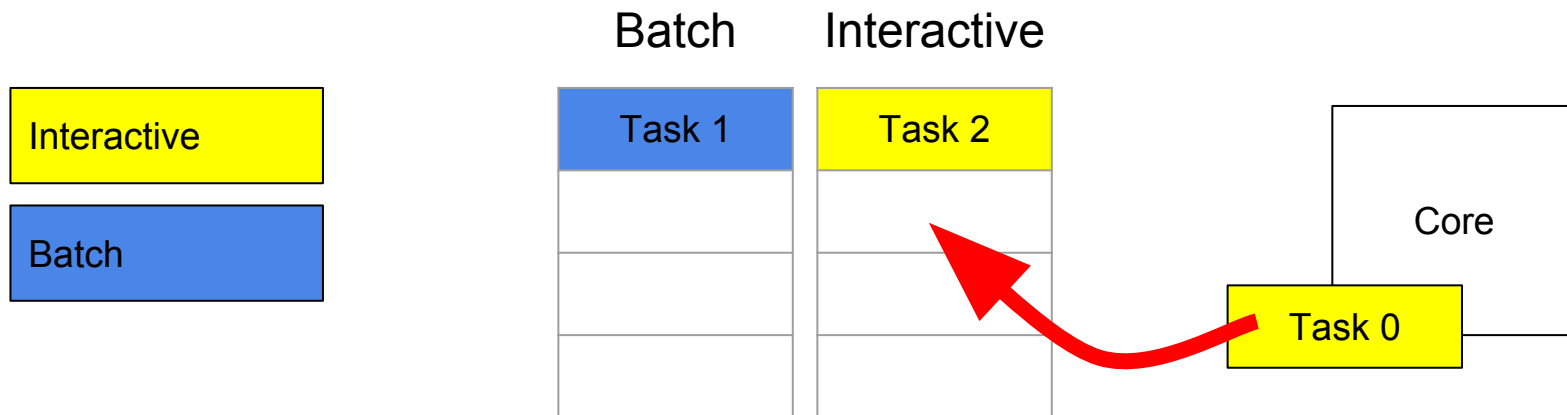 Batch Interactive
Interactive
Batch
Task 1
Task 2
Core
Task 0